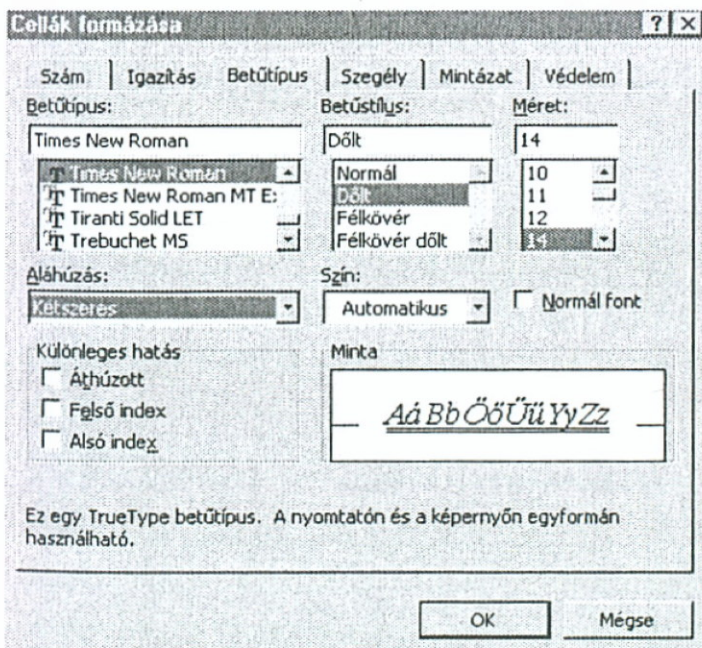 Cellák formázása
Szám Igazítás Betűtípus Szegély Mintázat Védelem
Betűtípus: Betűstílus: Méret:
Times New Roman Dőlt 14
Times New Roman Normál 10
Times New Roman MT E: Dőlt 11
Tiranti Solid LET Félkövér 12
Trebuchet MS Félkövér dőlt 14
Aláhúzás: Szín:
Kétszeres Automatikus Normál font
Különleges hatás Minta
Áthúzott
Felső index AáBbÖőÜűYyZz
Alsó index
Ez egy TrueType betűtípus. A nyomtatón és a képernyőn egyformán
használható.
OK Mégse